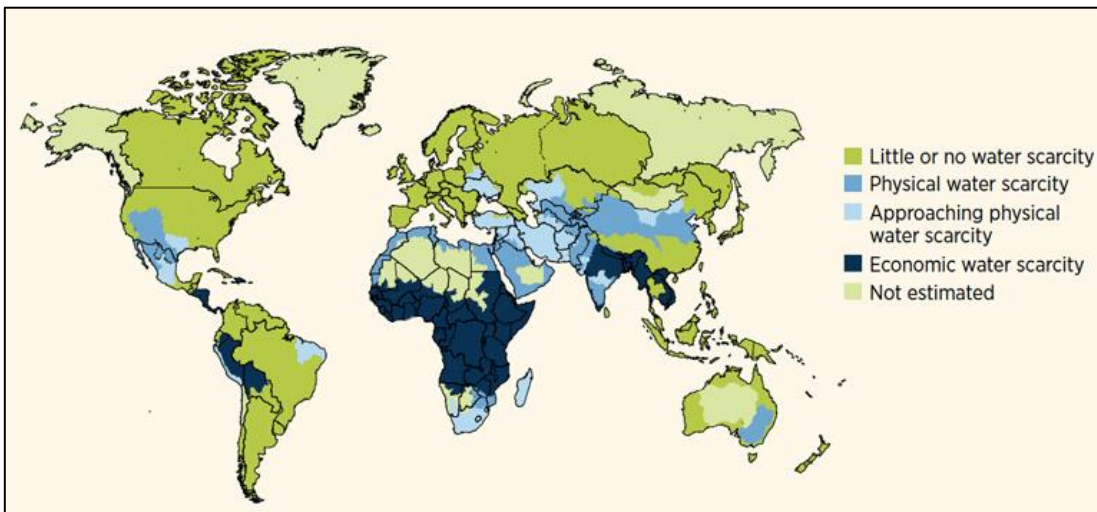 Little or no water scarcity
Physical water scarcity
Approaching physical
water scarcity
Economic water scarcity
Not estimated